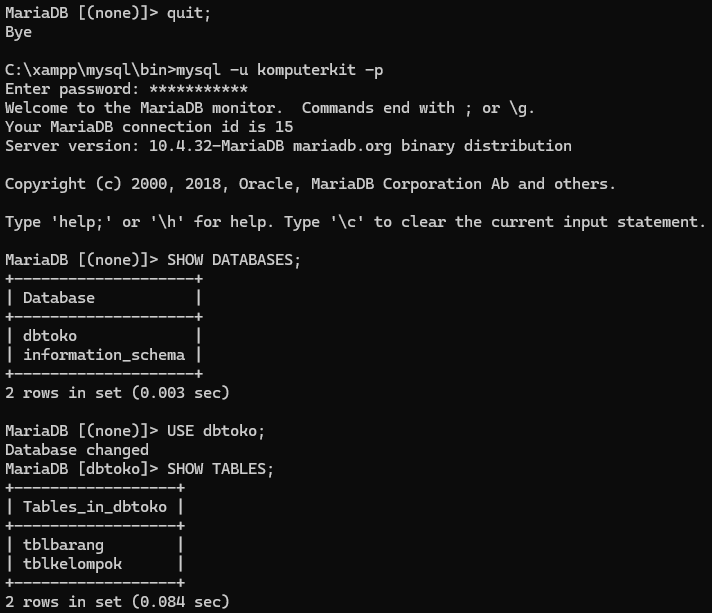 MariaDB [(none)]> quit;
Bye
C:\xampp\mysql\bin>mysql -u komputerkit -p
Enter password: ***********
Welcome to the MariaDB monitor.  Commands end with ; or \g.
Your MariaDB connection id is 15
Server version: 10.4.32-MariaDB mariadb.org binary distribution
Copyright (c) 2000, 2018, Oracle, MariaDB Corporation Ab and others.
Type 'help;' or '\h' for help. Type '\c' to clear the current input statement.
MariaDB [(none)]> SHOW DATABASES;
+--------------------+
| Database           |
+--------------------+
| dbtoko             |
| information_schema |
+--------------------+
2 rows in set (0.003 sec)
MariaDB [(none)]> USE dbtoko;
Database changed
MariaDB [dbtoko]> SHOW TABLES;
+------------------+
| Tables_in_dbtoko |
+------------------+
| tblbarang        |
| tblkelompok      |
+------------------+
2 rows in set (0.084 sec)